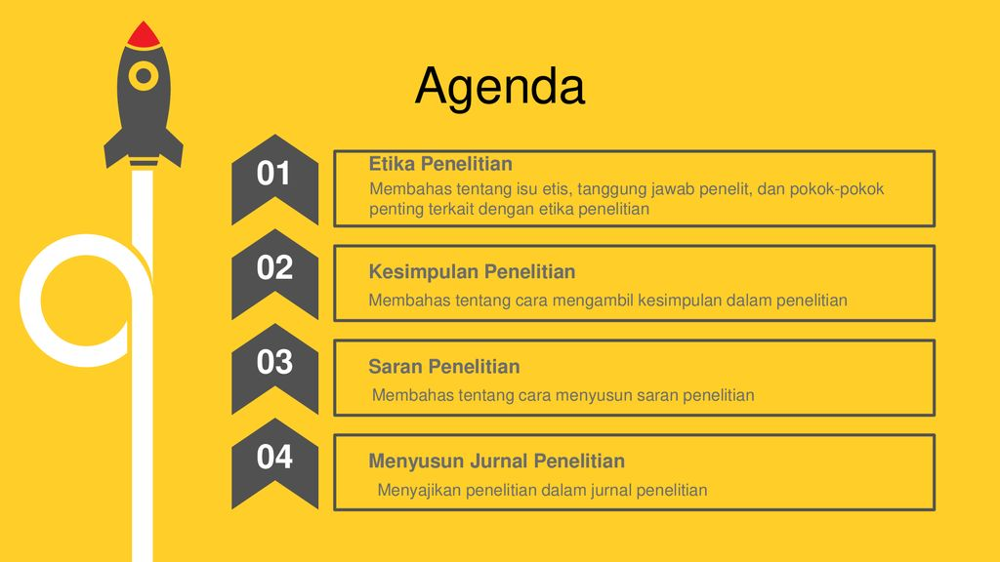 Agenda
01
Etika Penelitian
Membahas tentang isu etis, tanggung jawab penelit, dan pokok-pokok
penting terkait dengan etika penelitian
02
Kesimpulan Penelitian
Membahas tentang cara mengambil kesimpulan dalam penelitian
03
Saran Penelitian
Membahas tentang cara menyusun saran penelitian
04
Menyusun Jurnal Penelitian
Menyajikan penelitian dalam jurnal penelitian